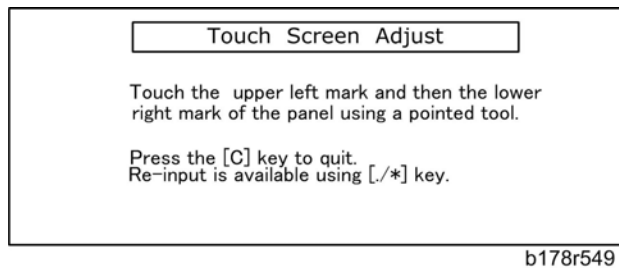 Touch Screen Adjust
Touch the upper left mark and then the lower
right mark of the panel using a pointed tool.
Press the [C] key to quit.
Re-input is available using [./*] key.
b178r549